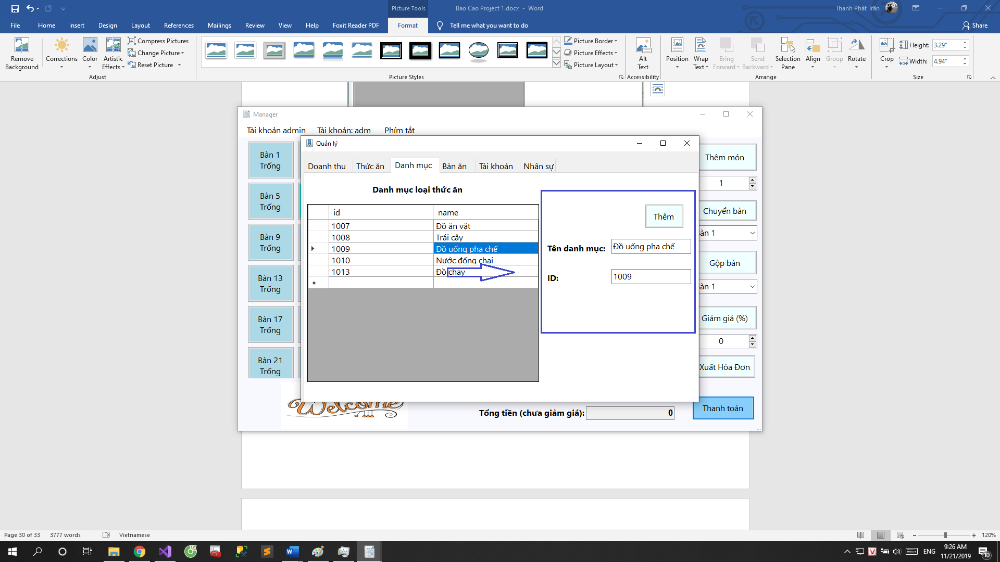 Picture Tools
Bao Cao Project 1.docx - Word
Thành Phát Trần
File Home Insert Design Layout References Mailings Review View Help Foxit Reader PDF Format Tell me what you want to do Share
Remove Background
Corrections
Color
Artistic Effects
Compress Pictures
Change Picture
Reset Picture
Adjust
Picture Styles
Picture Border
Picture Effects
Picture Layout
Alt Text
Accessibility
Position
Wrap Text
Bring Forward
Send Backward
Selection Pane
Align
Group
Rotate
Arrange
Crop
Height: 3.29"
Width: 4.94"
Size
Manager
Tài khoản admin Tài khoản: adm Phím tắt
Bàn 1
Trống
Bàn 5
Trống
Bàn 9
Trống
Bàn 13
Trống
Bàn 17
Trống
Bàn 21
Trống
Quản lý
Doanh thu Thức ăn Danh mục Bàn ăn Tài khoản Nhân sự
Danh mục loại thức ăn
id name
1007 Đồ ăn vặt
1008 Trái cây
1009 Đồ uống pha chế
1010 Nước đống chai
1013 Đồ chay
Thêm
Tên danh mục: Đồ uống pha chế
ID: 1009
Thêm món
1
Chuyển bàn
àn 1
Gộp bàn
àn 1
Giảm giá (%)
0
Xuất Hóa Đơn
Welcome
Tổng tiền (chưa giảm giá): 0
Thanh toán
Page 30 of 33 3777 words Vietnamese
120%
ENG
9:26 AM
11/21/2019
10